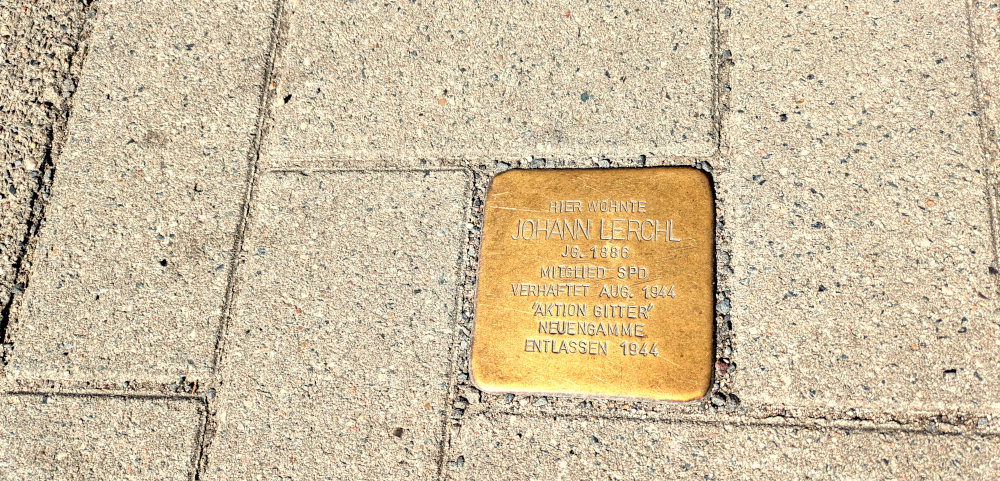 HIER WOHNTE
JOHANN LERCHL
JG. 1886
MITGLIED SPD
VERHAFTET AUG. 1944
'AKTION GITTER'
NEUENGAMME
ENTLASSEN 1944